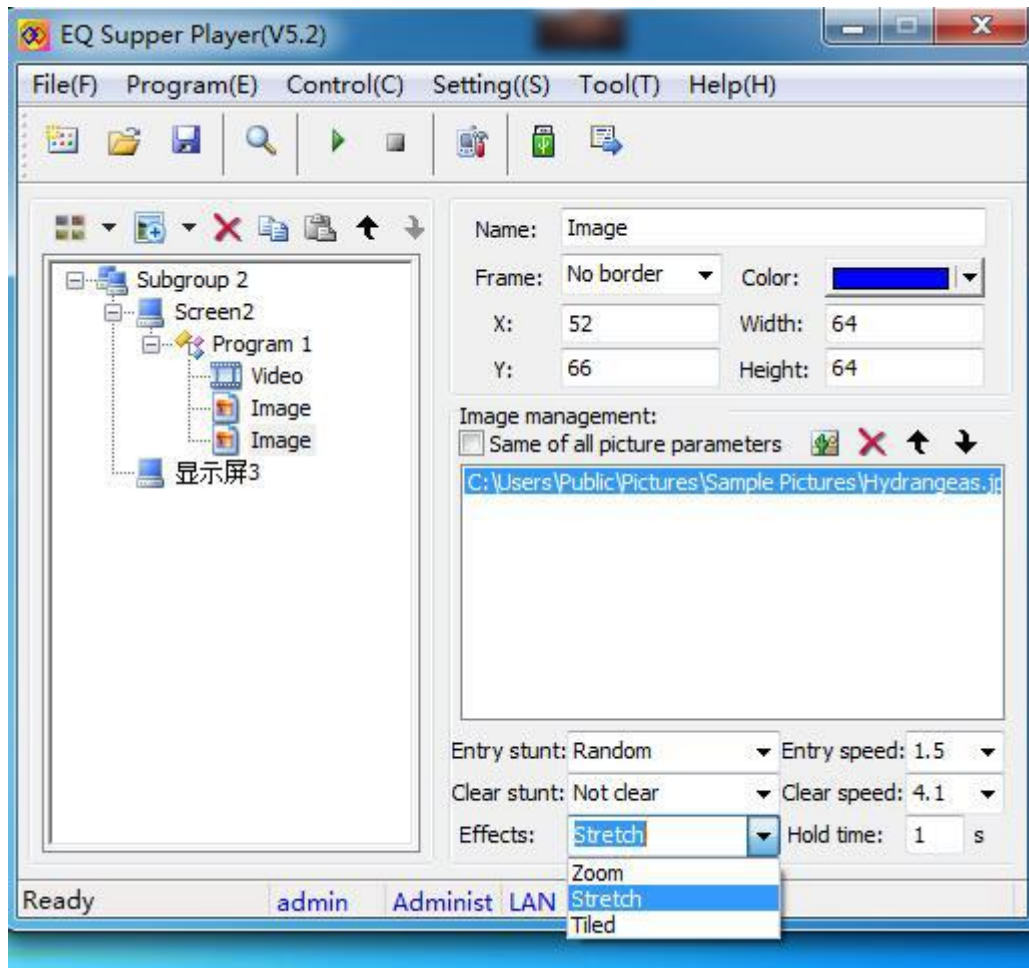 EQ Supper Player(V5.2)
File(F) Program(E) Control(C) Setting((S) Tool(T) Help(H)
Subgroup 2
Screen2
Program 1
Video
Image
Image
显示屏3
Name: Image
Frame: No border Color:
X: 52 Width: 64
Y: 66 Height: 64
Image management:
Same of all picture parameters
C:\Users\Public\Pictures\Sample Pictures\Hydrangeas.jp
Entry stunt: Random Entry speed: 1.5
Clear stunt: Not clear Clear speed: 4.1
Effects: Stretch Hold time: 1 s
Zoom
Stretch
Tiled
Ready admin Administ LAN